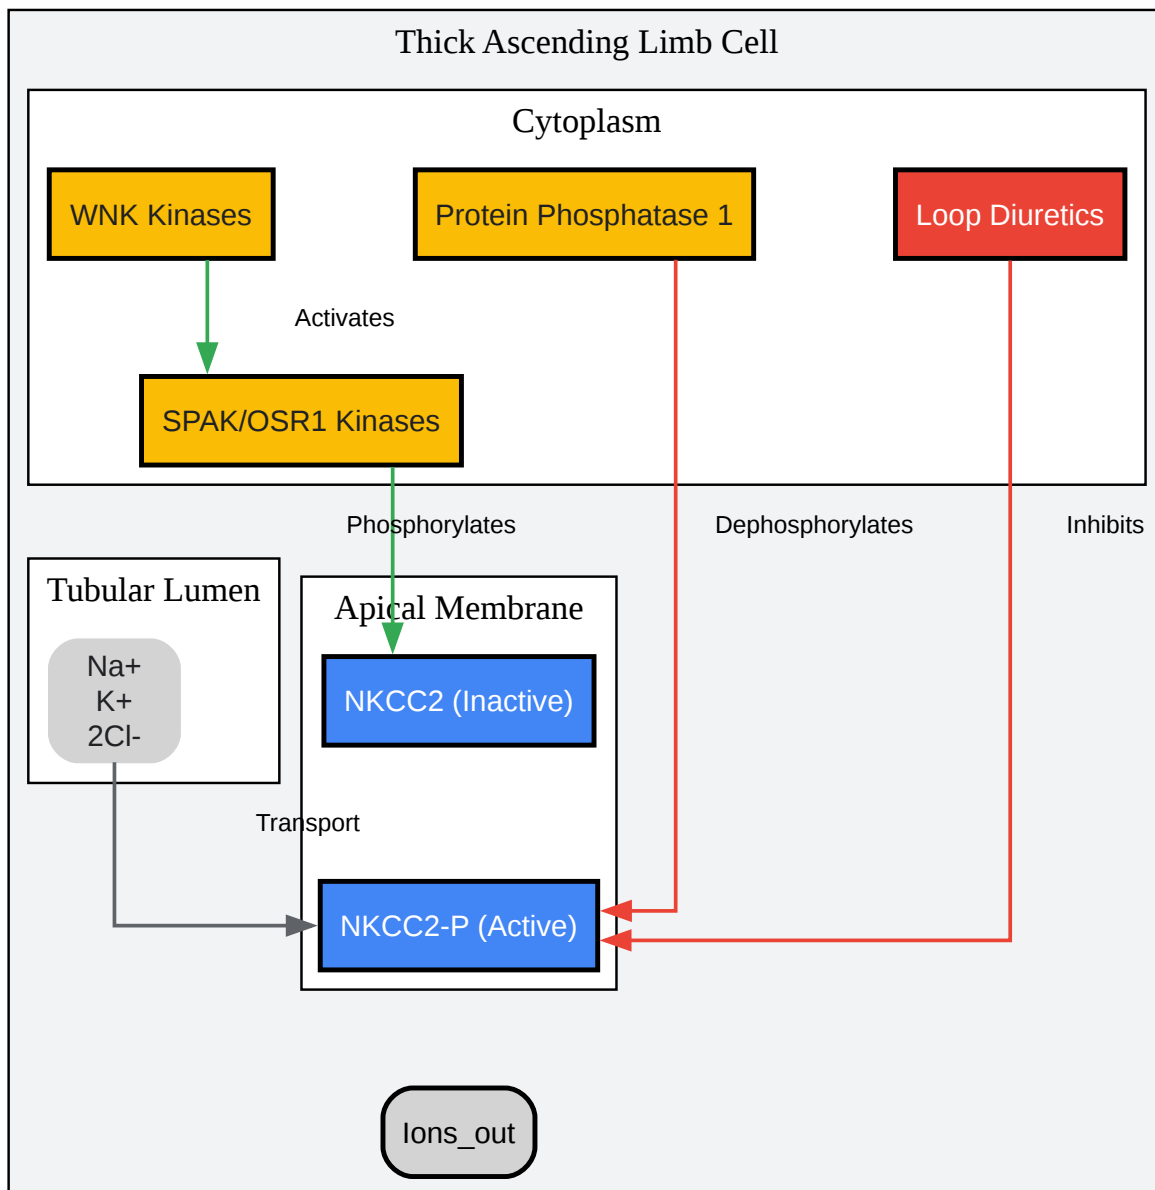 Thick Ascending Limb Cell
Cytoplasm
WNK Kinases
Protein Phosphatase 1
Loop Diuretics
Activates
SPAK/OSR1 Kinases
Phosphorylates
Dephosphorylates
Inhibits
Tubular Lumen
Na+
K+
2Cl-
Apical Membrane
NKCC2 (Inactive)
Transport
NKCC2-P (Active)
Ions_out